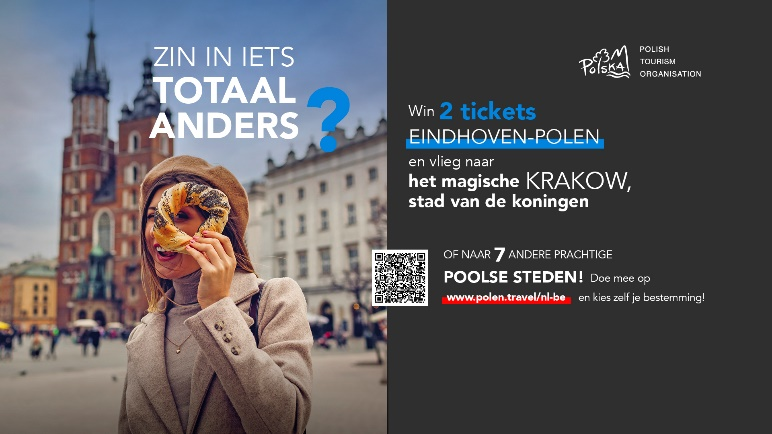 ZIN IN IETS
TOTAAL
ANDERS?
POLSKA
POLISH
TOURISM
ORGANISATION
Win 2 tickets
EINDHOVEN-POLEN
en vlieg naar
het magische KRAKOW,
stad van de koningen
OF NAAR 7 ANDERE PRACHTIGE
POOLSE STEDEN! Doe mee op
www.polen.travel/nl-be en kies zelf je bestemming!